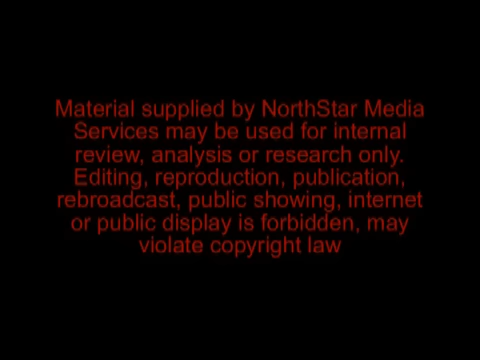 Material supplied by NorthStar Media
Services may be used for internal
review, analysis or research only.
Editing, reproduction, publication,
rebroadcast, public showing, internet
or public display is forbidden, may
violate copyright law